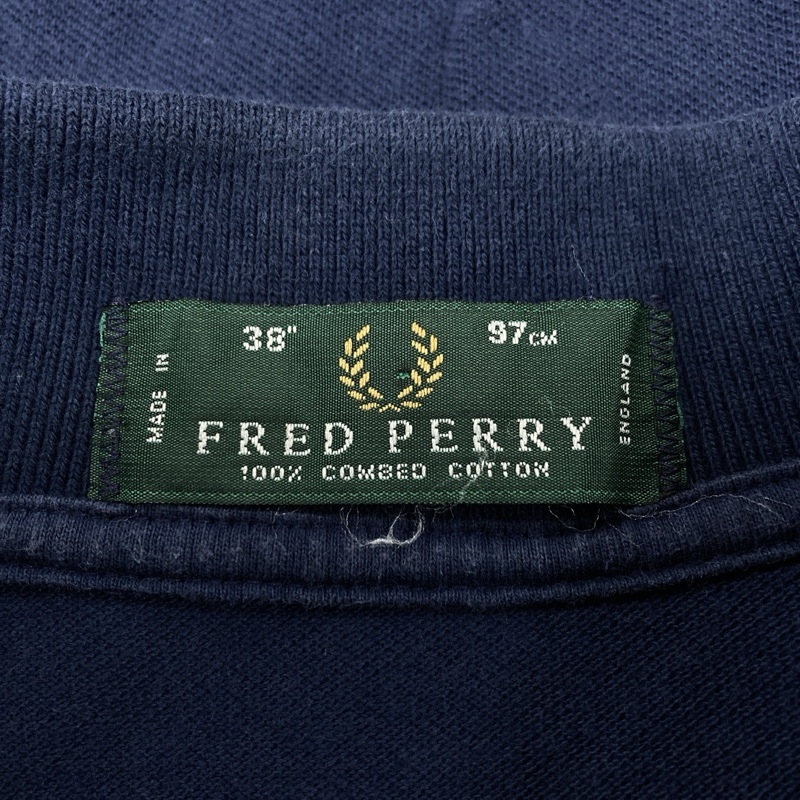 38" 97CM
MADE IN
ENGLAND
FRED PERRY
100% COMBED COTTON